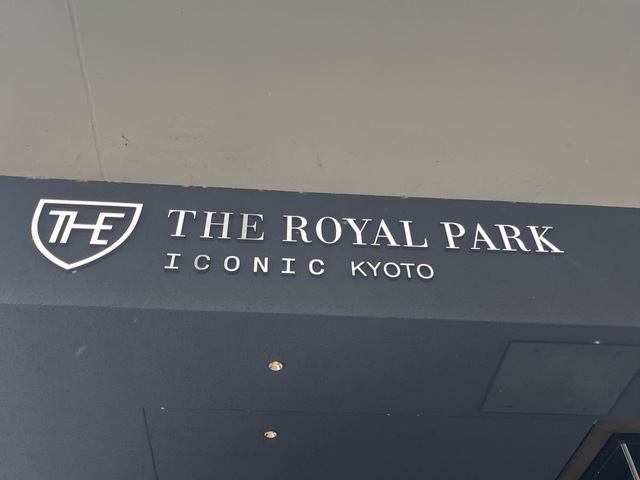 THE
THE ROYAL PARK
ICONIC KYOTO